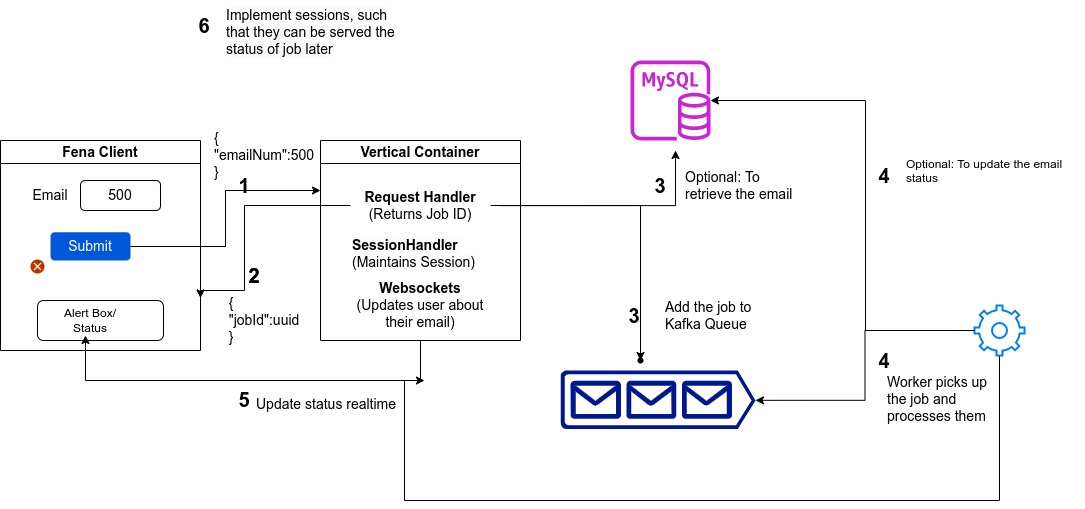 6
Implement sessions, such
that they can be served the
status of job later
MySQL
{
"emailNum":500
}
Fena Client
Vertical Container
Email
500
1
Request Handler
(Returns Job ID)
3
Optional: To
retrieve the email
4
Optional: To update the email
status
Submit
SessionHandler
(Maintains Session)
2
Websockets
(Updates user about
their email)
{
"jobId":uuid
}
Alert Box/
Status
3
Add the job to
Kafka Queue
4
Worker picks up
the job and
processes them
5
Update status realtime